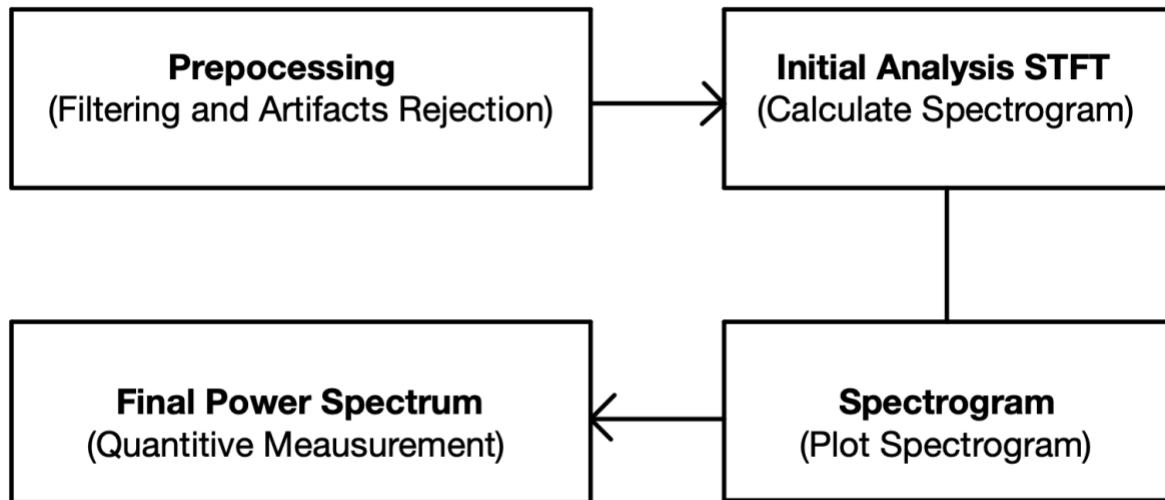 Prepocessing
(Filtering and Artifacts Rejection)
Initial Analysis STFT
(Calculate Spectrogram)
Final Power Spectrum
(Quantitive Meausurement)
Spectrogram
(Plot Spectrogram)